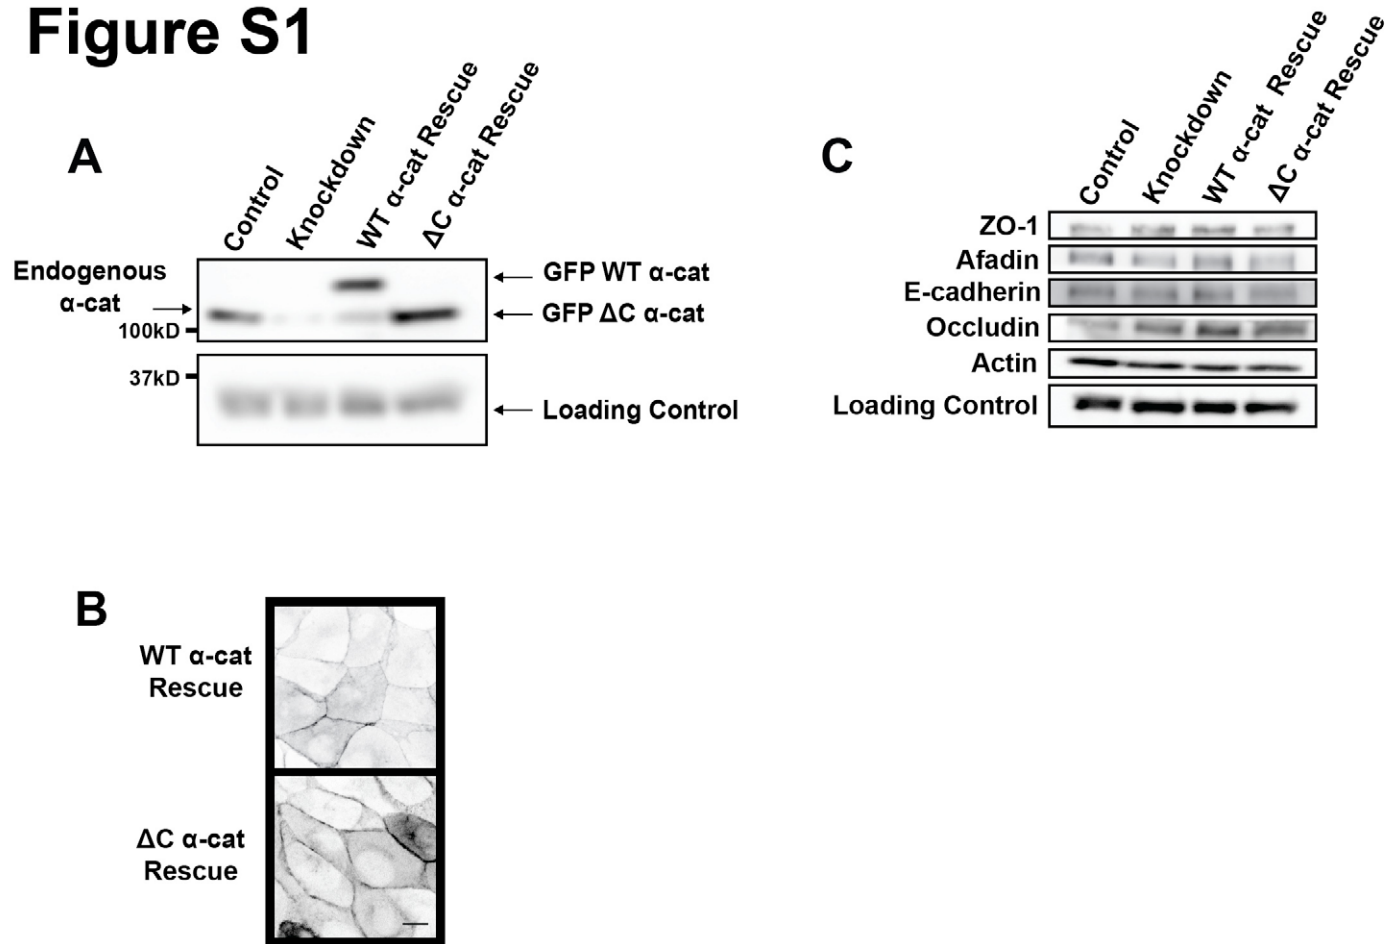 Figure S1
A
Control
Knockdown
WT α-cat Rescue
ΔC α-cat Rescue
Endogenous
α-cat
100kD
37kD
GFP WT α-cat
GFP ΔC α-cat
Loading Control
C
Control
Knockdown
WT α-cat Rescue
ΔC α-cat Rescue
ZO-1
Afadin
E-cadherin
Occludin
Actin
Loading Control
B
WT α-cat
Rescue
ΔC α-cat
Rescue